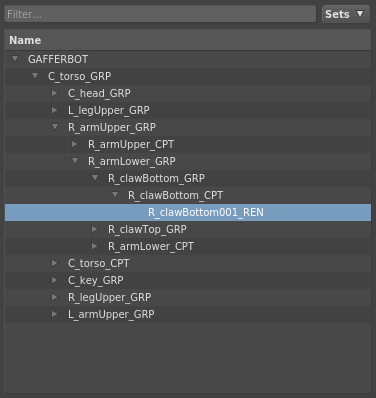 Filter...
Sets
Name
GAFFERBOT
C_torso_GRP
C_head_GRP
L_legUpper_GRP
R_armUpper_GRP
R_armUpper_CPT
R_armLower_GRP
R_clawBottom_GRP
R_clawBottom_CPT
R_clawBottom001_REN
R_clawTop_GRP
R_armLower_CPT
C_torso_CPT
C_key_GRP
R_legUpper_GRP
L_armUpper_GRP